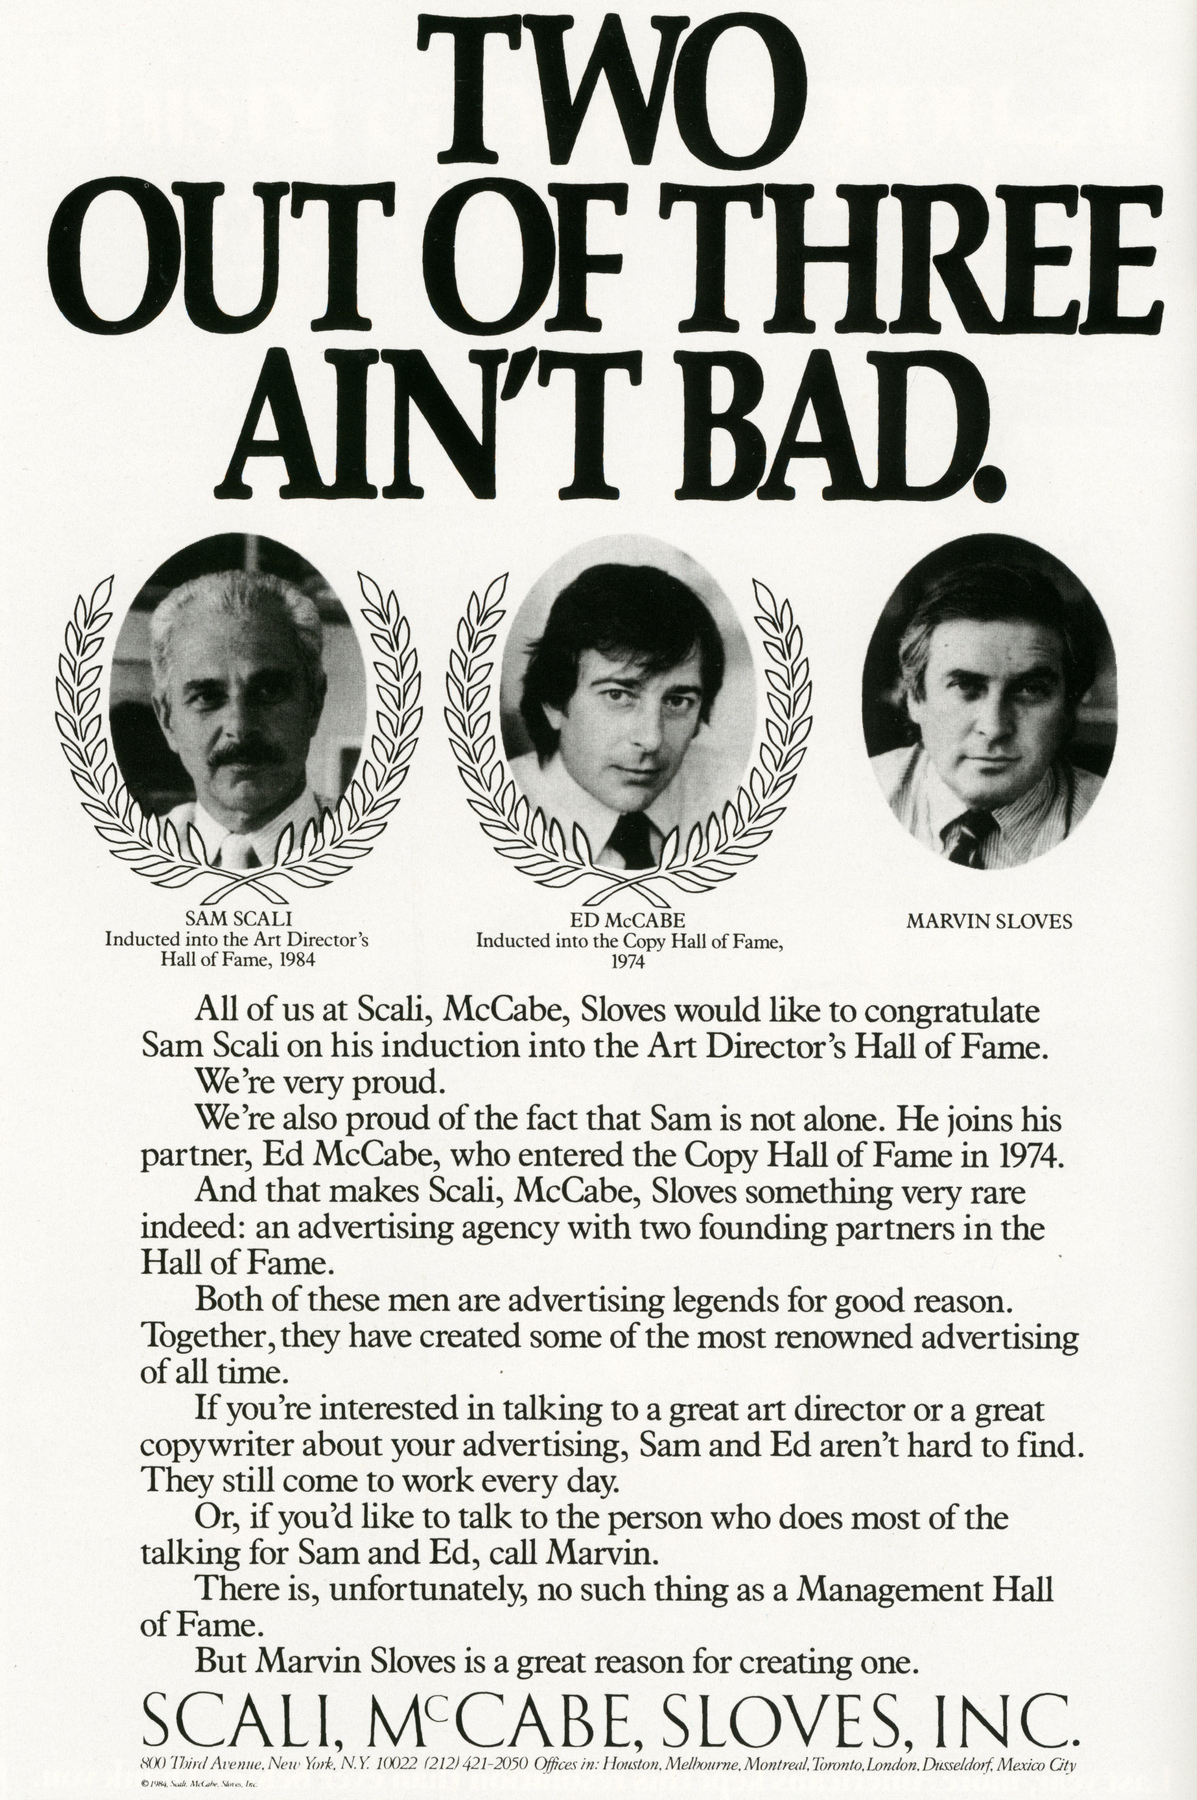 TWO
OUT OF THREE
AIN'T BAD.
SAM SCALI
Inducted into the Art Director's
Hall of Fame, 1984
ED McCABE
Inducted into the Copy Hall of Fame,
1974
MARVIN SLOVES
All of us at Scali, McCabe, Sloves would like to congratulate
Sam Scali on his induction into the Art Director's Hall of Fame.
We're very proud.
We're also proud of the fact that Sam is not alone. He joins his
partner, Ed McCabe, who entered the Copy Hall of Fame in 1974.
And that makes Scali, McCabe, Sloves something very rare
indeed: an advertising agency with two founding partners in the
Hall of Fame.
Both of these men are advertising legends for good reason.
Together, they have created some of the most renowned advertising
of all time.
If you're interested in talking to a great art director or a great
copywriter about your advertising, Sam and Ed aren't hard to find.
They still come to work every day.
Or, if you'd like to talk to the person who does most of the
talking for Sam and Ed, call Marvin.
There is, unfortunately, no such thing as a Management Hall
of Fame.
But Marvin Sloves is a great reason for creating one.
SCALI, McCABE, SLOVES, INC.
800 Third Avenue, New York, N.Y. 10022 (212) 421-2050 Offices in: Houston, Melbourne, Montreal, Toronto, London, Düsseldorf, Mexico City
© 1984, Scali, McCabe, Sloves, Inc.